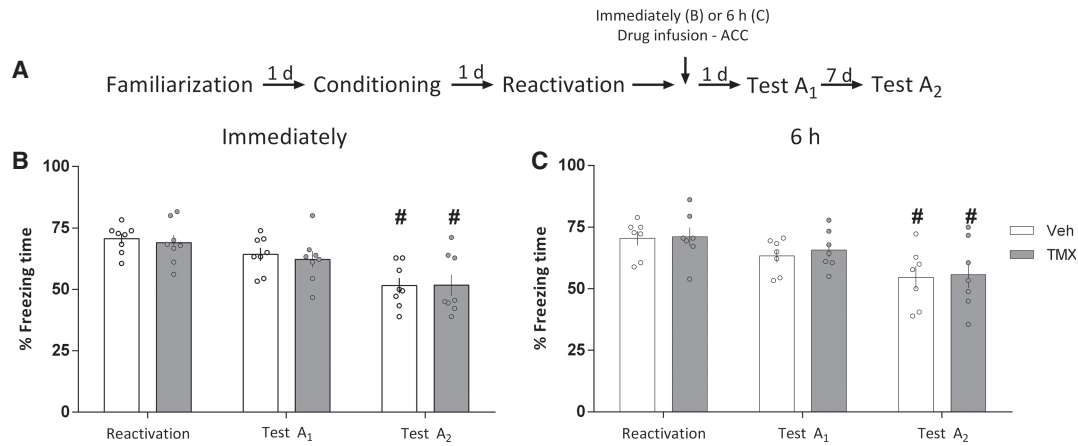 Immediately (B) or 6 h (C)
Drug infusion - ACC
A
Familiarization 1 d Conditioning 1 d Reactivation 1 d Test A1 7 d Test A2
Immediately
B
100
75
50
25
0
% Freezing time
# #
Reactivation Test A1 Test A2
6 h
C
100
75
50
25
0
% Freezing time
# #
Reactivation Test A1 Test A2
Veh
TMX